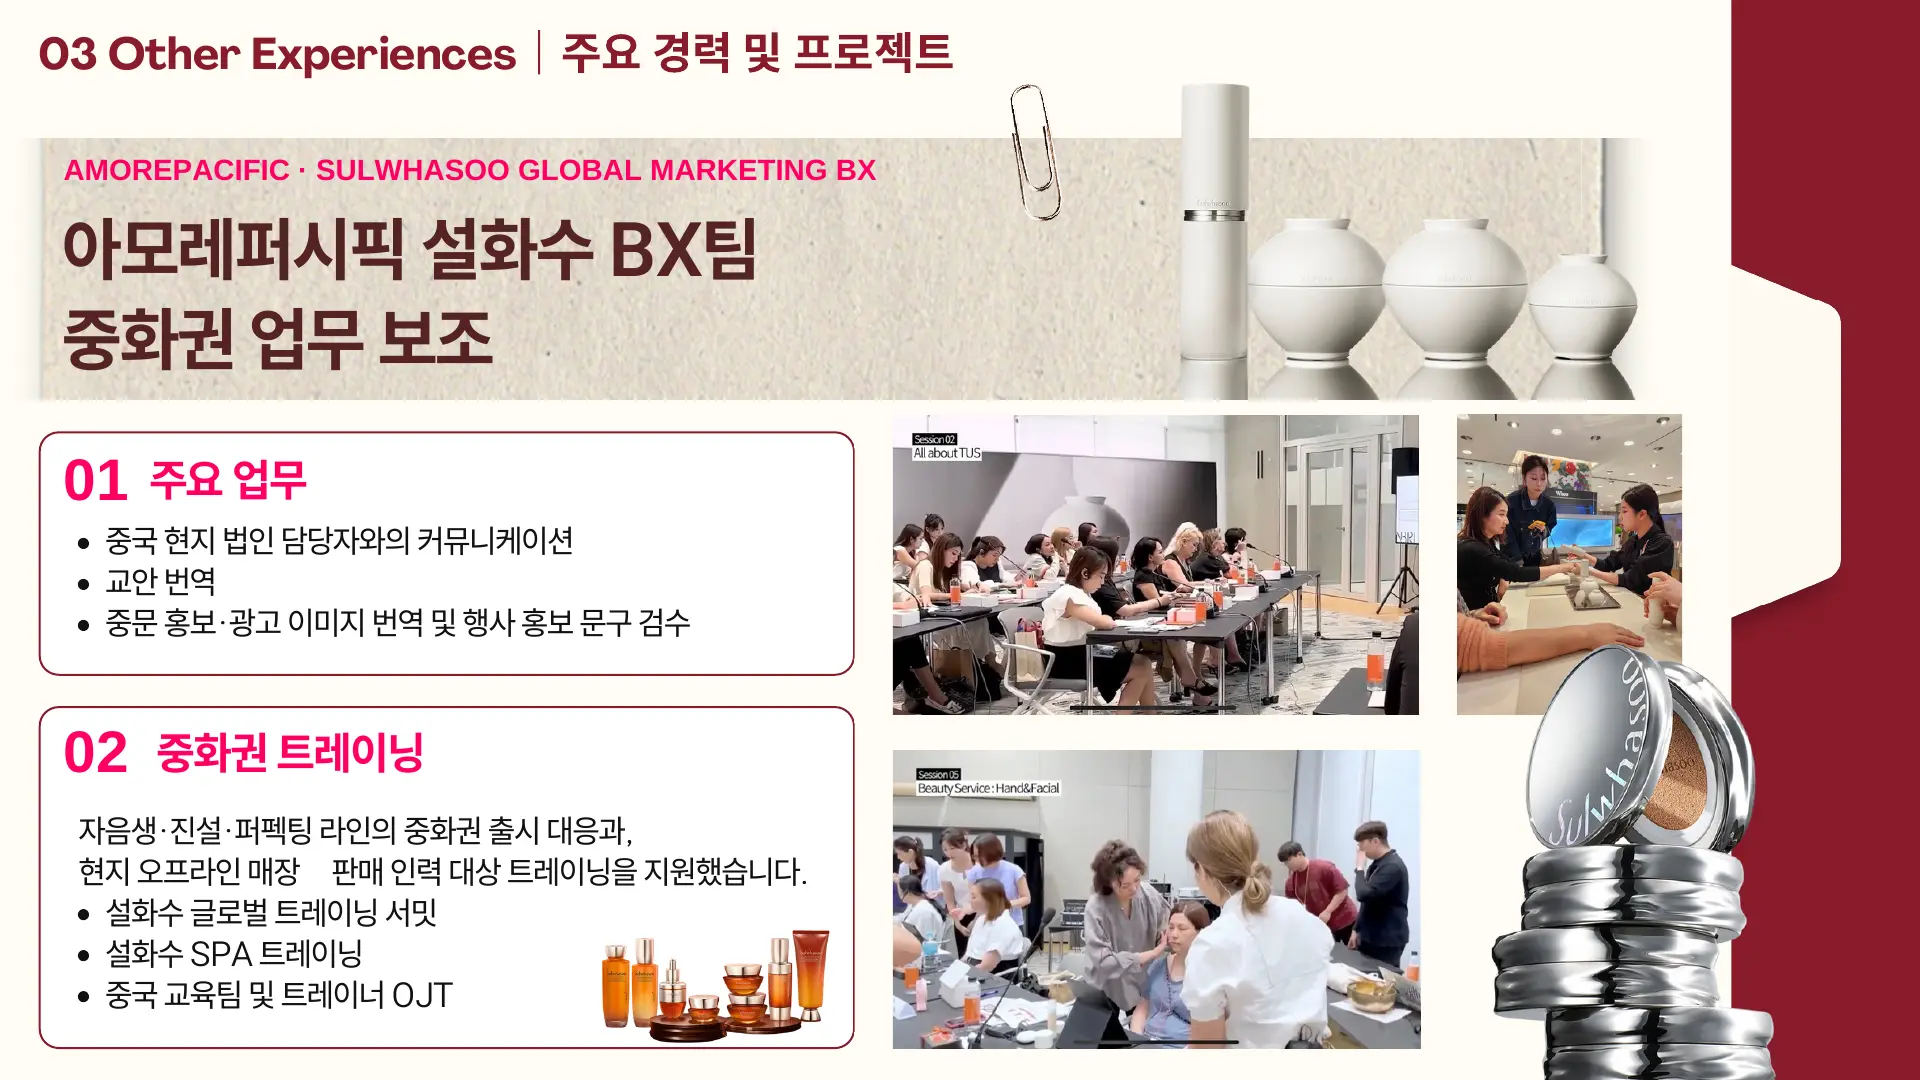 03 Other Experiences | 주요 경력 및 프로젝트
AMOREPACIFIC · SULWHASOO GLOBAL MARKETING BX
아모레퍼시픽 설화수 BX팀
중화권 업무 보조
01 주요 업무
• 중국 현지 법인 담당자와의 커뮤니케이션
• 교안 번역
• 중문 홍보·광고 이미지 번역 및 행사 홍보 문구 검수
02 중화권 트레이닝
자음생·진설·퍼펙팅 라인의 중화권 출시 대응과,
현지 오프라인 매장 판매 인력 대상 트레이닝을 지원했습니다.
• 설화수 글로벌 트레이닝 서밋
• 설화수 SPA 트레이닝
• 중국 교육팀 및 트레이너 OJT
Session 02
All about TUS
Session 05
Beauty Service : Hand&Facial
Sulwhasoo